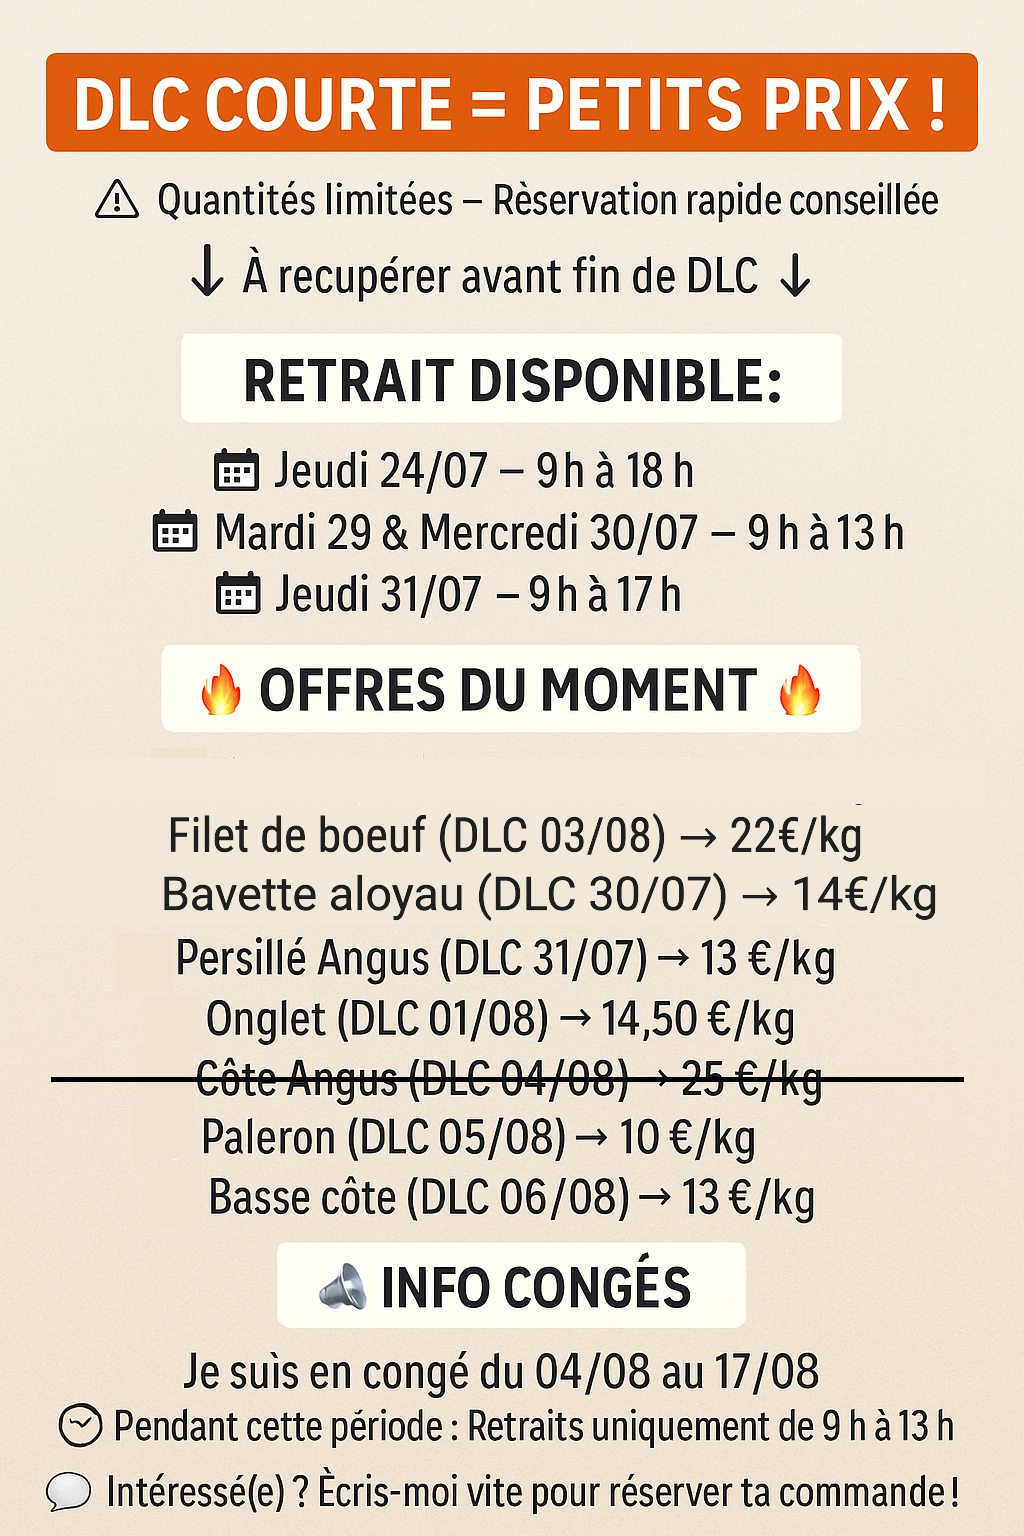 DLC COURTE = PETITS PRIX !
⚠ Quantités limitées – Rèservation rapide conseillée
↓ À recupérer avant fin de DLC ↓
RETRAIT DISPONIBLE:
Jeudi 24/07 – 9 h à 18 h
Mardi 29 & Mercredi 30/07 – 9 h à 13 h
Jeudi 31/07 – 9 h à 17 h
🔥 OFFRES DU MOMENT 🔥
Filet de boeuf (DLC 03/08) → 22€/kg
Bavette aloyau (DLC 30/07) → 14€/kg
Persillé Angus (DLC 31/07) → 13 €/kg
Onglet (DLC 01/08) → 14,50 €/kg
Côte Angus (DLC 04/08) → 25 €/kg
Paleron (DLC 05/08) → 10 €/kg
Basse côte (DLC 06/08) → 13 €/kg
INFO CONGÉS
Je suìs en congé du 04/08 au 17/08
Pendant cette période : Retraits uniquement de 9 h à 13 h
Intéressé(e) ? Ècris-moi vite pour réserver ta commande !